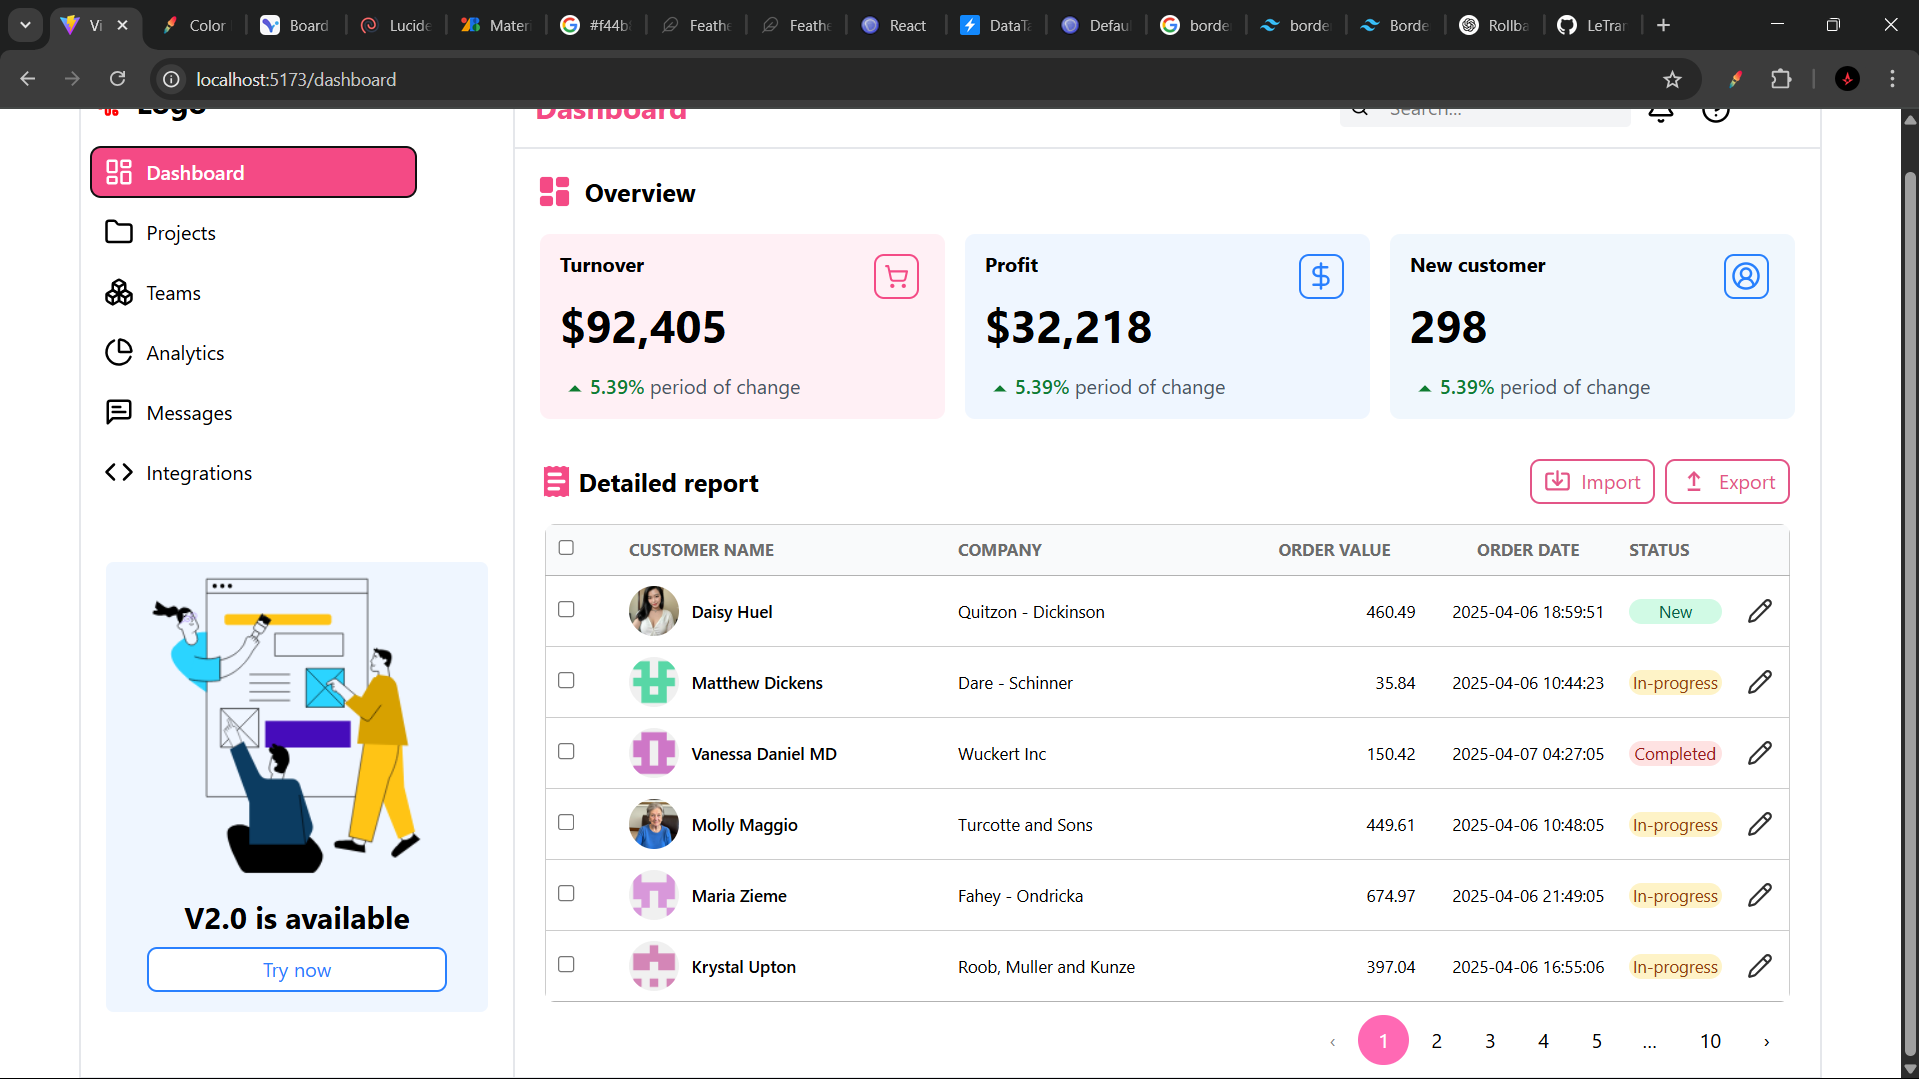 Vi
Color
Board
Lucide
Materi
#f44b8
Feathe
Feathe
React
DataTa
Defau
borde
borde
Borde
Rollba
LeTran
localhost:5173/dashboard
Logo
Dashboard
Search...
Dashboard
Projects
Teams
Analytics
Messages
Integrations
V2.0 is available
Try now
Overview
Turnover
$92,405
5.39% period of change
Profit
$32,218
5.39% period of change
New customer
298
5.39% period of change
Detailed report
Import
Export
CUSTOMER NAME COMPANY ORDER VALUE ORDER DATE STATUS
Daisy Huel Quitzon - Dickinson 460.49 2025-04-06 18:59:51 New
Matthew Dickens Dare - Schinner 35.84 2025-04-06 10:44:23 In-progress
Vanessa Daniel MD Wuckert Inc 150.42 2025-04-07 04:27:05 Completed
Molly Maggio Turcotte and Sons 449.61 2025-04-06 10:48:05 In-progress
Maria Zieme Fahey - Ondricka 674.97 2025-04-06 21:49:05 In-progress
Krystal Upton Roob, Muller and Kunze 397.04 2025-04-06 16:55:06 In-progress
‹ 1 2 3 4 5 ... 10 ›